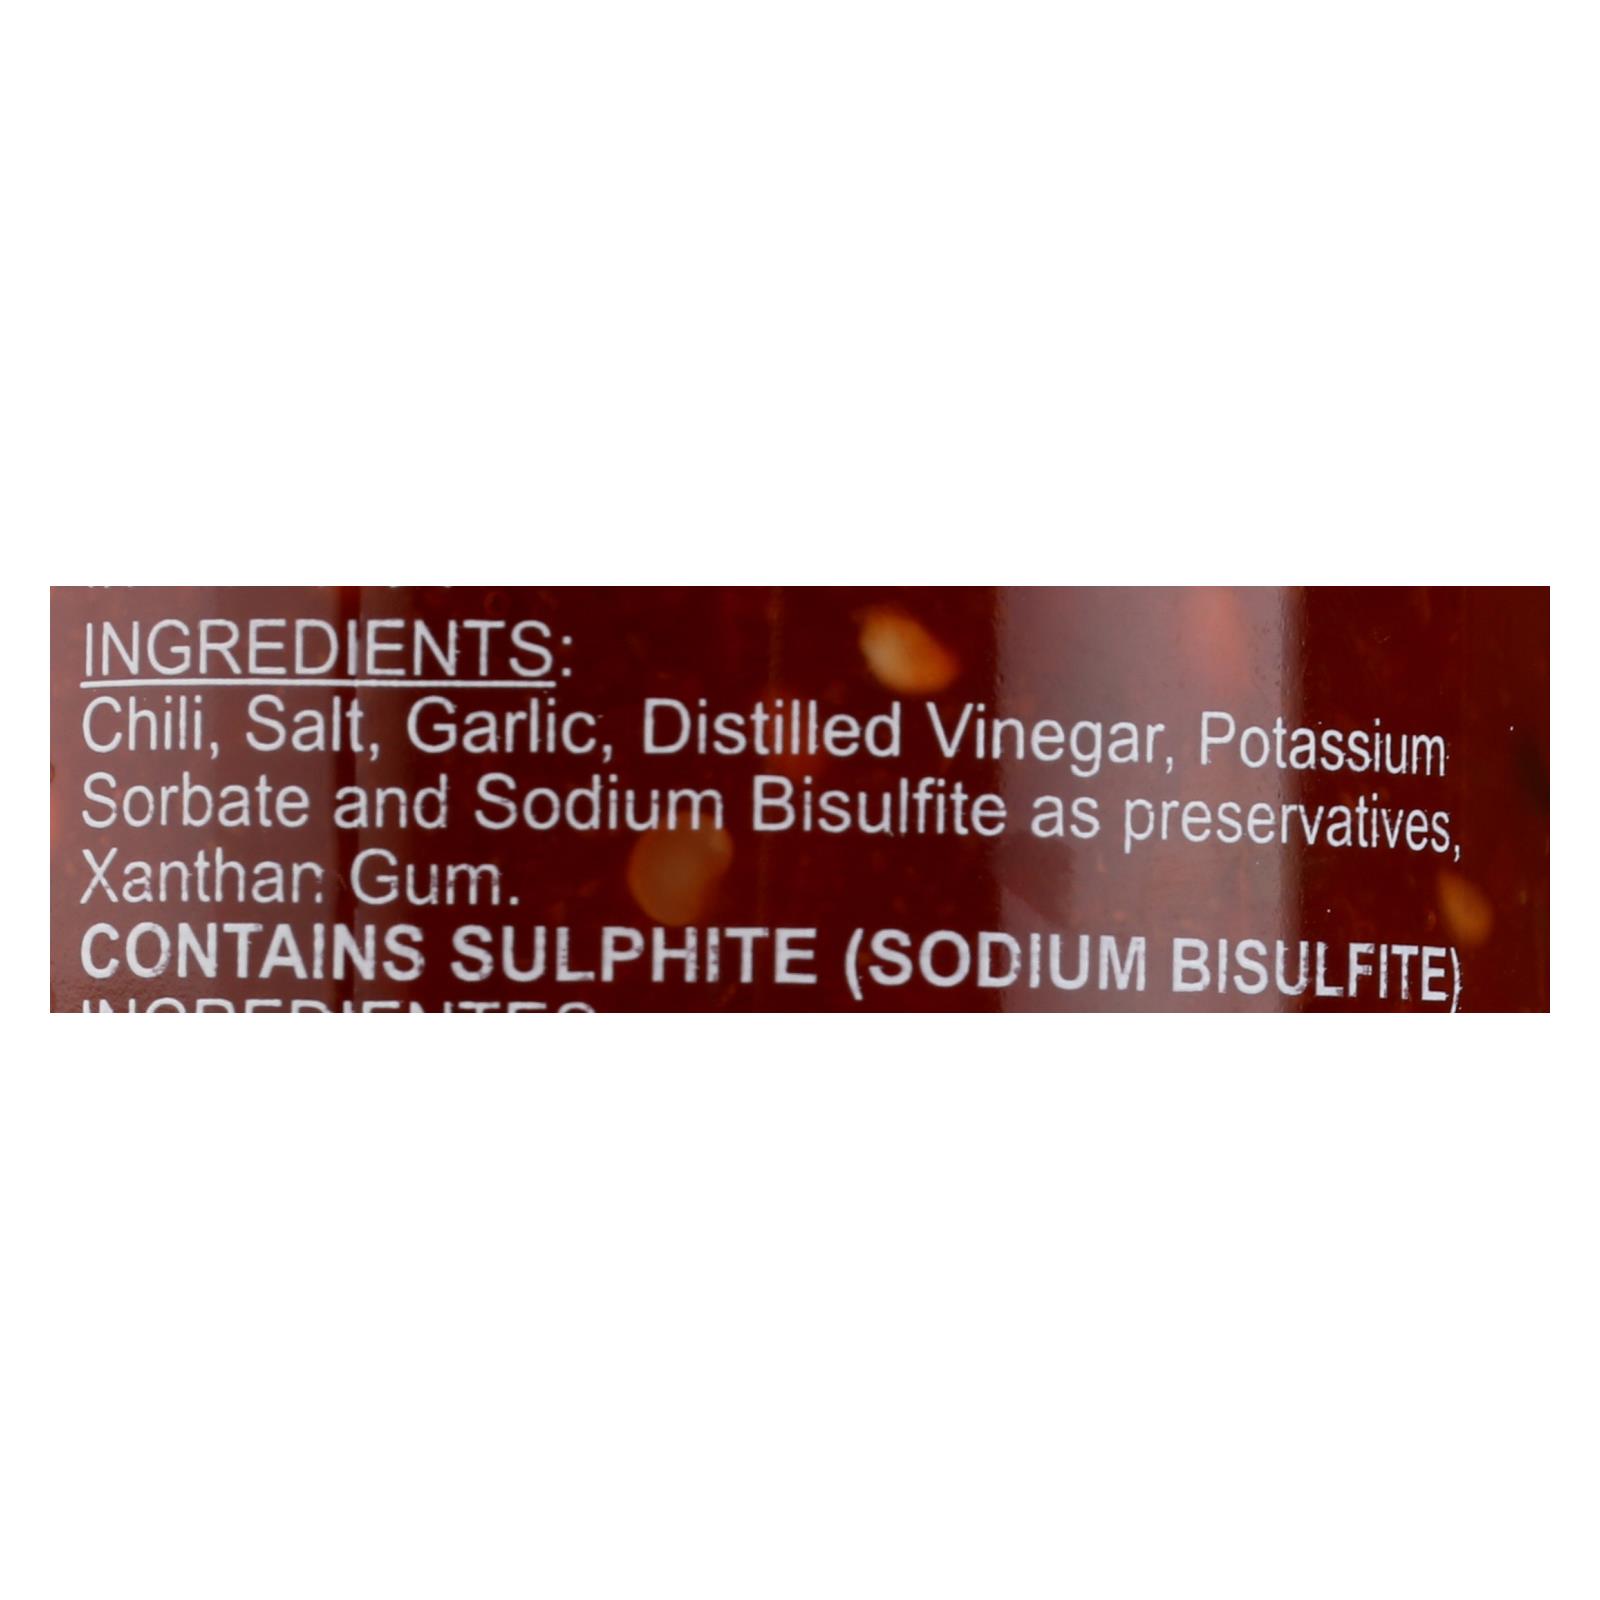 INGREDIENTS:
Chili, Salt, Garlic, Distilled Vinegar, Potassium
Sorbate and Sodium Bisulfite as preservatives,
Xanthan Gum.
CONTAINS SULPHITE (SODIUM BISULFITE)
INGREDIENTES